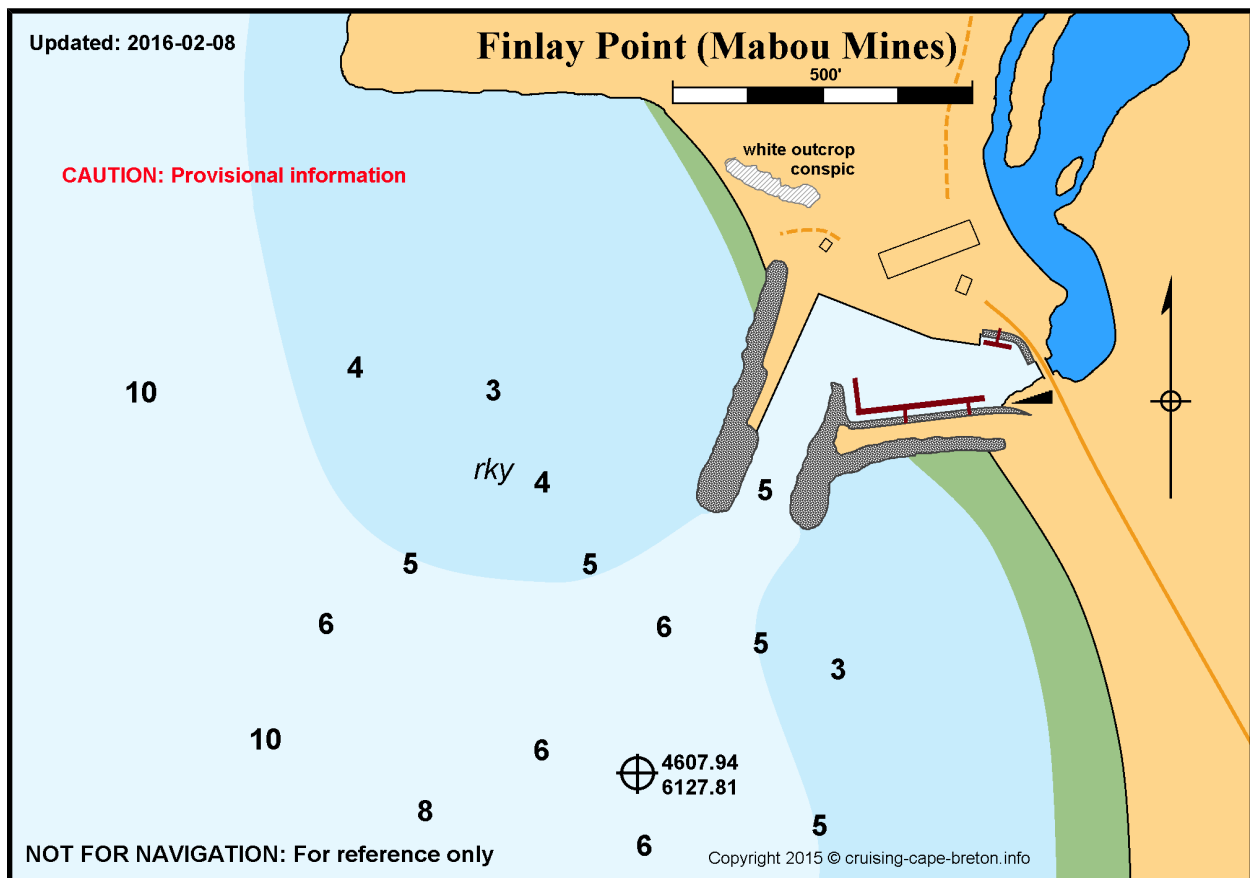 Updated: 2016-02-08
Finlay Point (Mabou Mines)
500'
white outcrop
conspic
CAUTION: Provisional information
4
10
3
rky
4
5
5
5
6
6
5
3
10
6
4607.94
6127.81
8
5
6
NOT FOR NAVIGATION: For reference only
Copyright 2015 © cruising-cape-breton.info